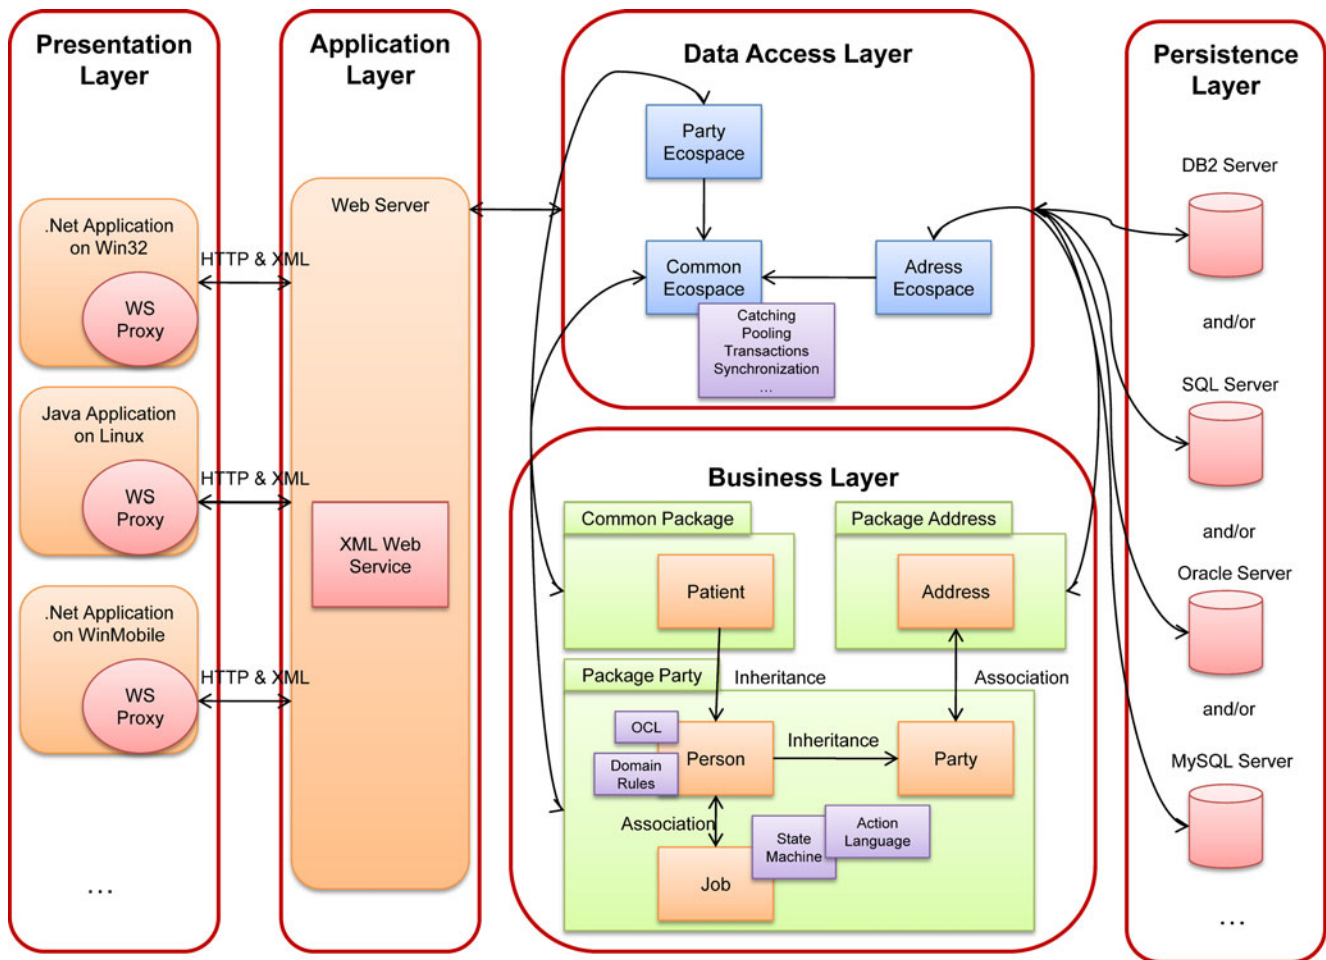 Presentation
Layer
.Net Application
on Win32
WS
Proxy
HTTP & XML
Java Application
on Linux
WS
Proxy
HTTP & XML
.Net Application
on WinMobile
WS
Proxy
HTTP & XML
...
Application
Layer
Web Server
XML Web
Service
Data Access Layer
Party
Ecospace
Common
Ecospace
Adress
Ecospace
Catching
Pooling
Transactions
Synchronization
...
Business Layer
Common Package
Patient
Package Address
Address
Inheritance
Association
Package Party
OCL
Domain
Rules
Person
Inheritance
Party
Association
State
Machine
Action
Language
Job
Persistence
Layer
DB2 Server
and/or
SQL Server
and/or
Oracle Server
and/or
MySQL Server
...